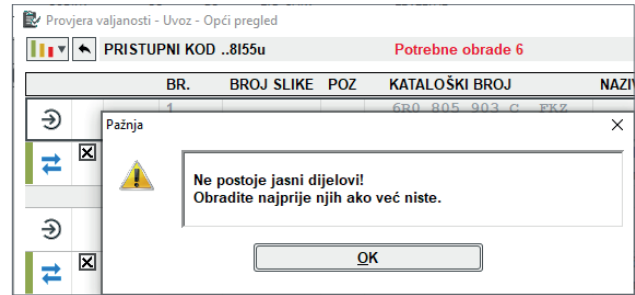 Provjera valjanosti - Uvoz - Opći pregled
PRISTUPNI KOD ..8I55u Potrebne obrade 6
BR. BROJ SLIKE POZ KATALOŠKI BROJ NAZIV
1 6R0 805 903 C FKZ
Pažnja
Ne postoje jasni dijelovi!
Obradite najprije njih ako već niste.
OK